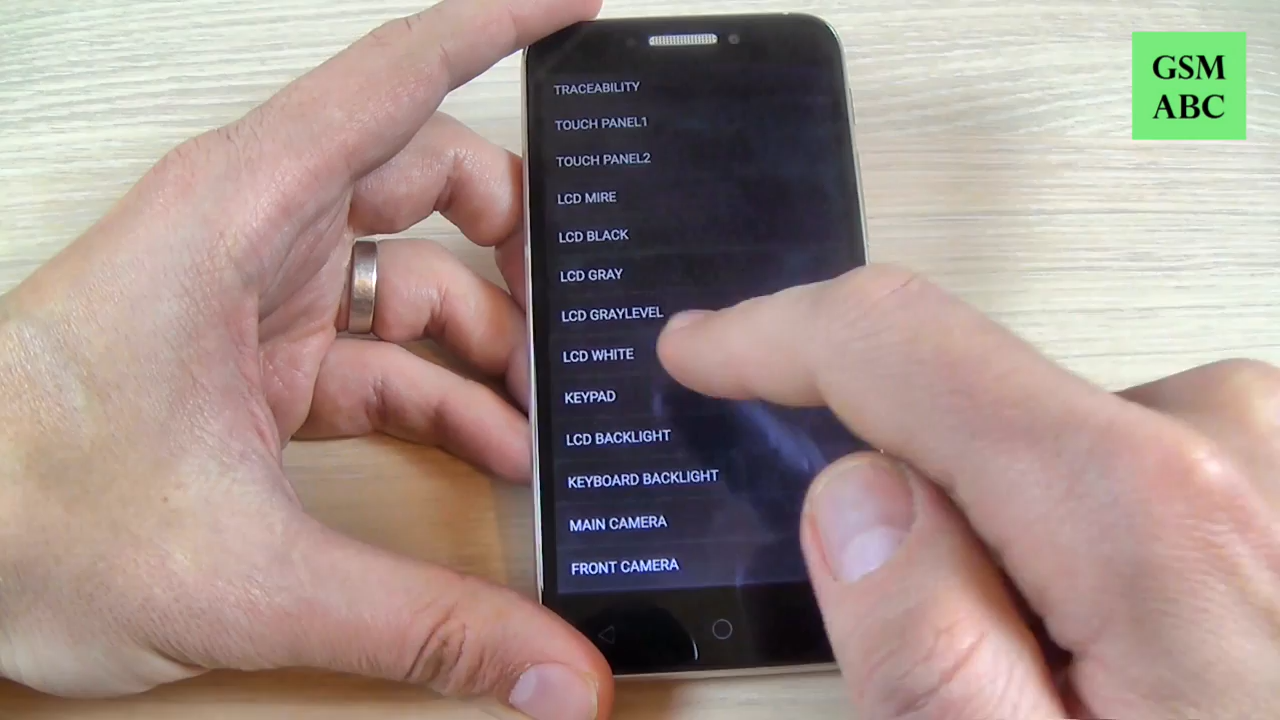 GSM
ABC
TRACEABILITY
TOUCH PANEL1
TOUCH PANEL2
LCD MIRE
LCD BLACK
LCD GRAY
LCD GRAYLEVEL
LCD WHITE
KEYPAD
LCD BACKLIGHT
KEYBOARD BACKLIGHT
MAIN CAMERA
FRONT CAMERA